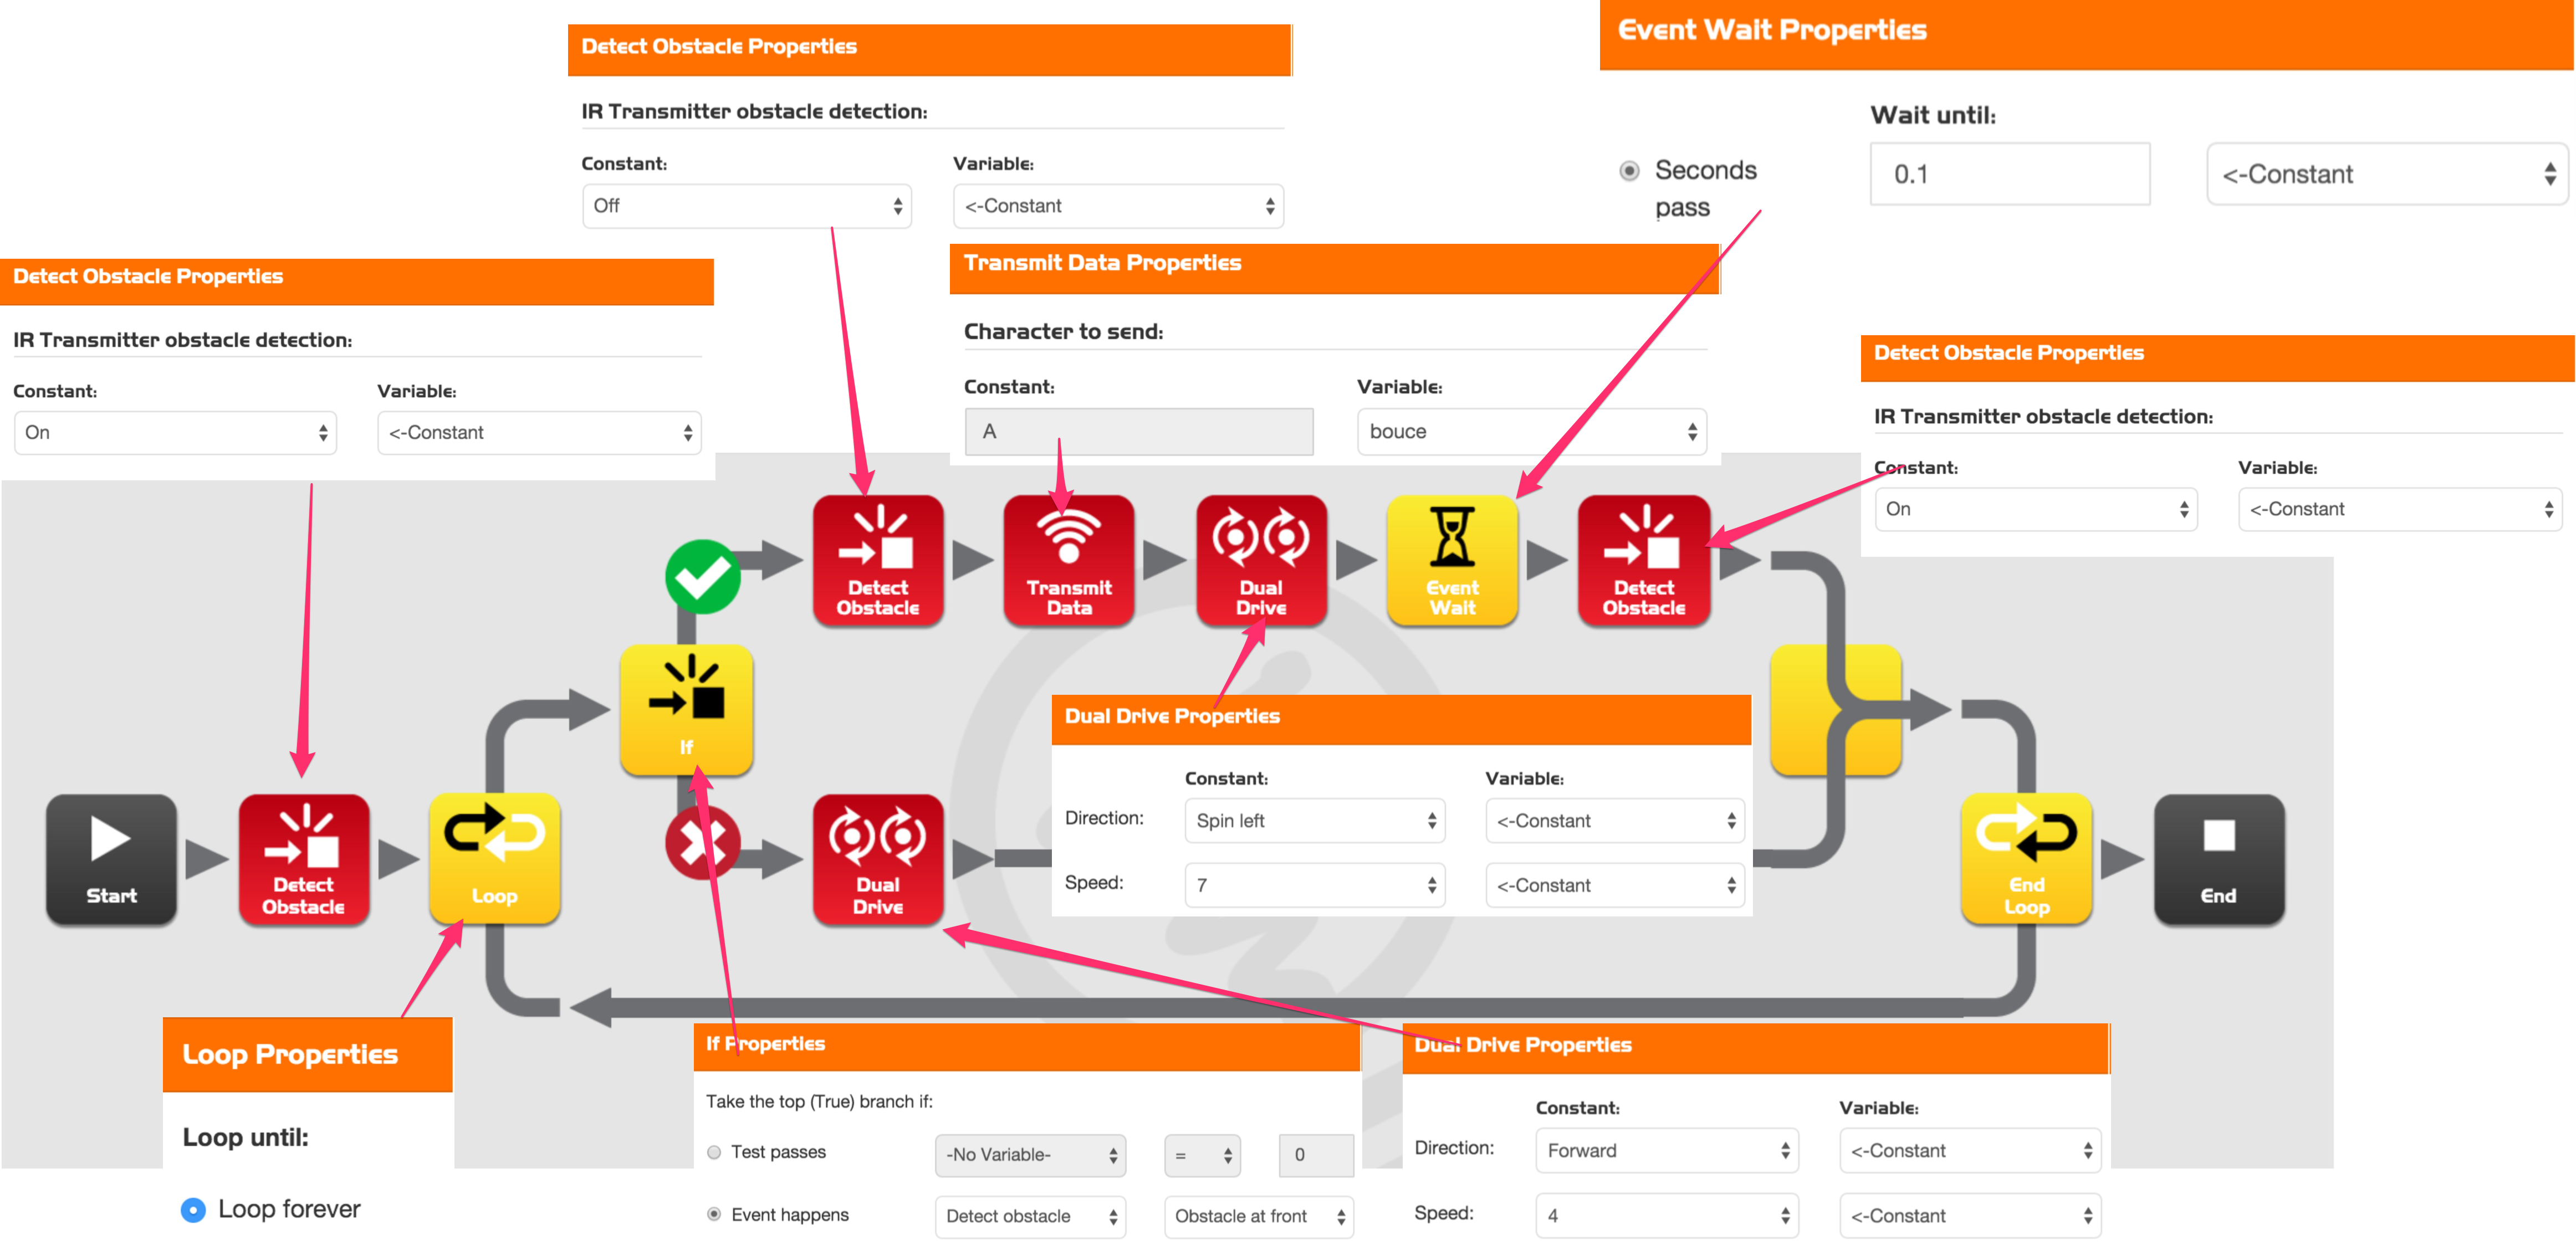 Detect Obstacle Properties
IR Transmitter obstacle detection:
Constant: Variable:
Off <-Constant
Event Wait Properties
Wait until:
Seconds pass 0.1 <-Constant
Detect Obstacle Properties
IR Transmitter obstacle detection:
Constant: Variable:
On <-Constant
Transmit Data Properties
Character to send:
Constant: Variable:
A bouce
Detect Obstacle Properties
IR Transmitter obstacle detection:
Constant: Variable:
On <-Constant
Detect Obstacle
Transmit Data
Dual Drive
Event Wait
Detect Obstacle
If
Dual Drive Properties
Constant: Variable:
Direction: Spin left <-Constant
Speed: 7 <-Constant
Start
Detect Obstacle
Loop
Dual Drive
End Loop
End
Loop Properties
Loop until:
Loop forever
If Properties
Take the top (True) branch if:
Test passes -No Variable- = 0
Event happens Detect obstacle Obstacle at front
Dual Drive Properties
Constant: Variable:
Direction: Forward <-Constant
Speed: 4 <-Constant